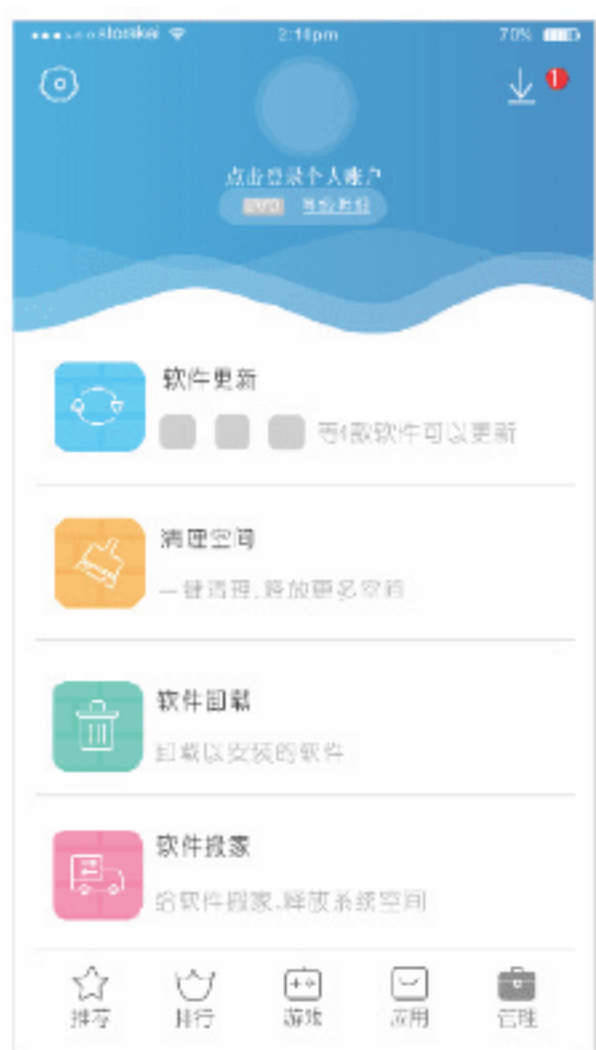 2:16pm 70%
1
点击登录个人账户
软件更新
等4款软件可以更新
清理空间
一键清理,释放更多空间
软件卸载
卸载以安装的软件
软件搬家
给软件搬家,释放系统空间
推荐 排行 游戏 应用 管理